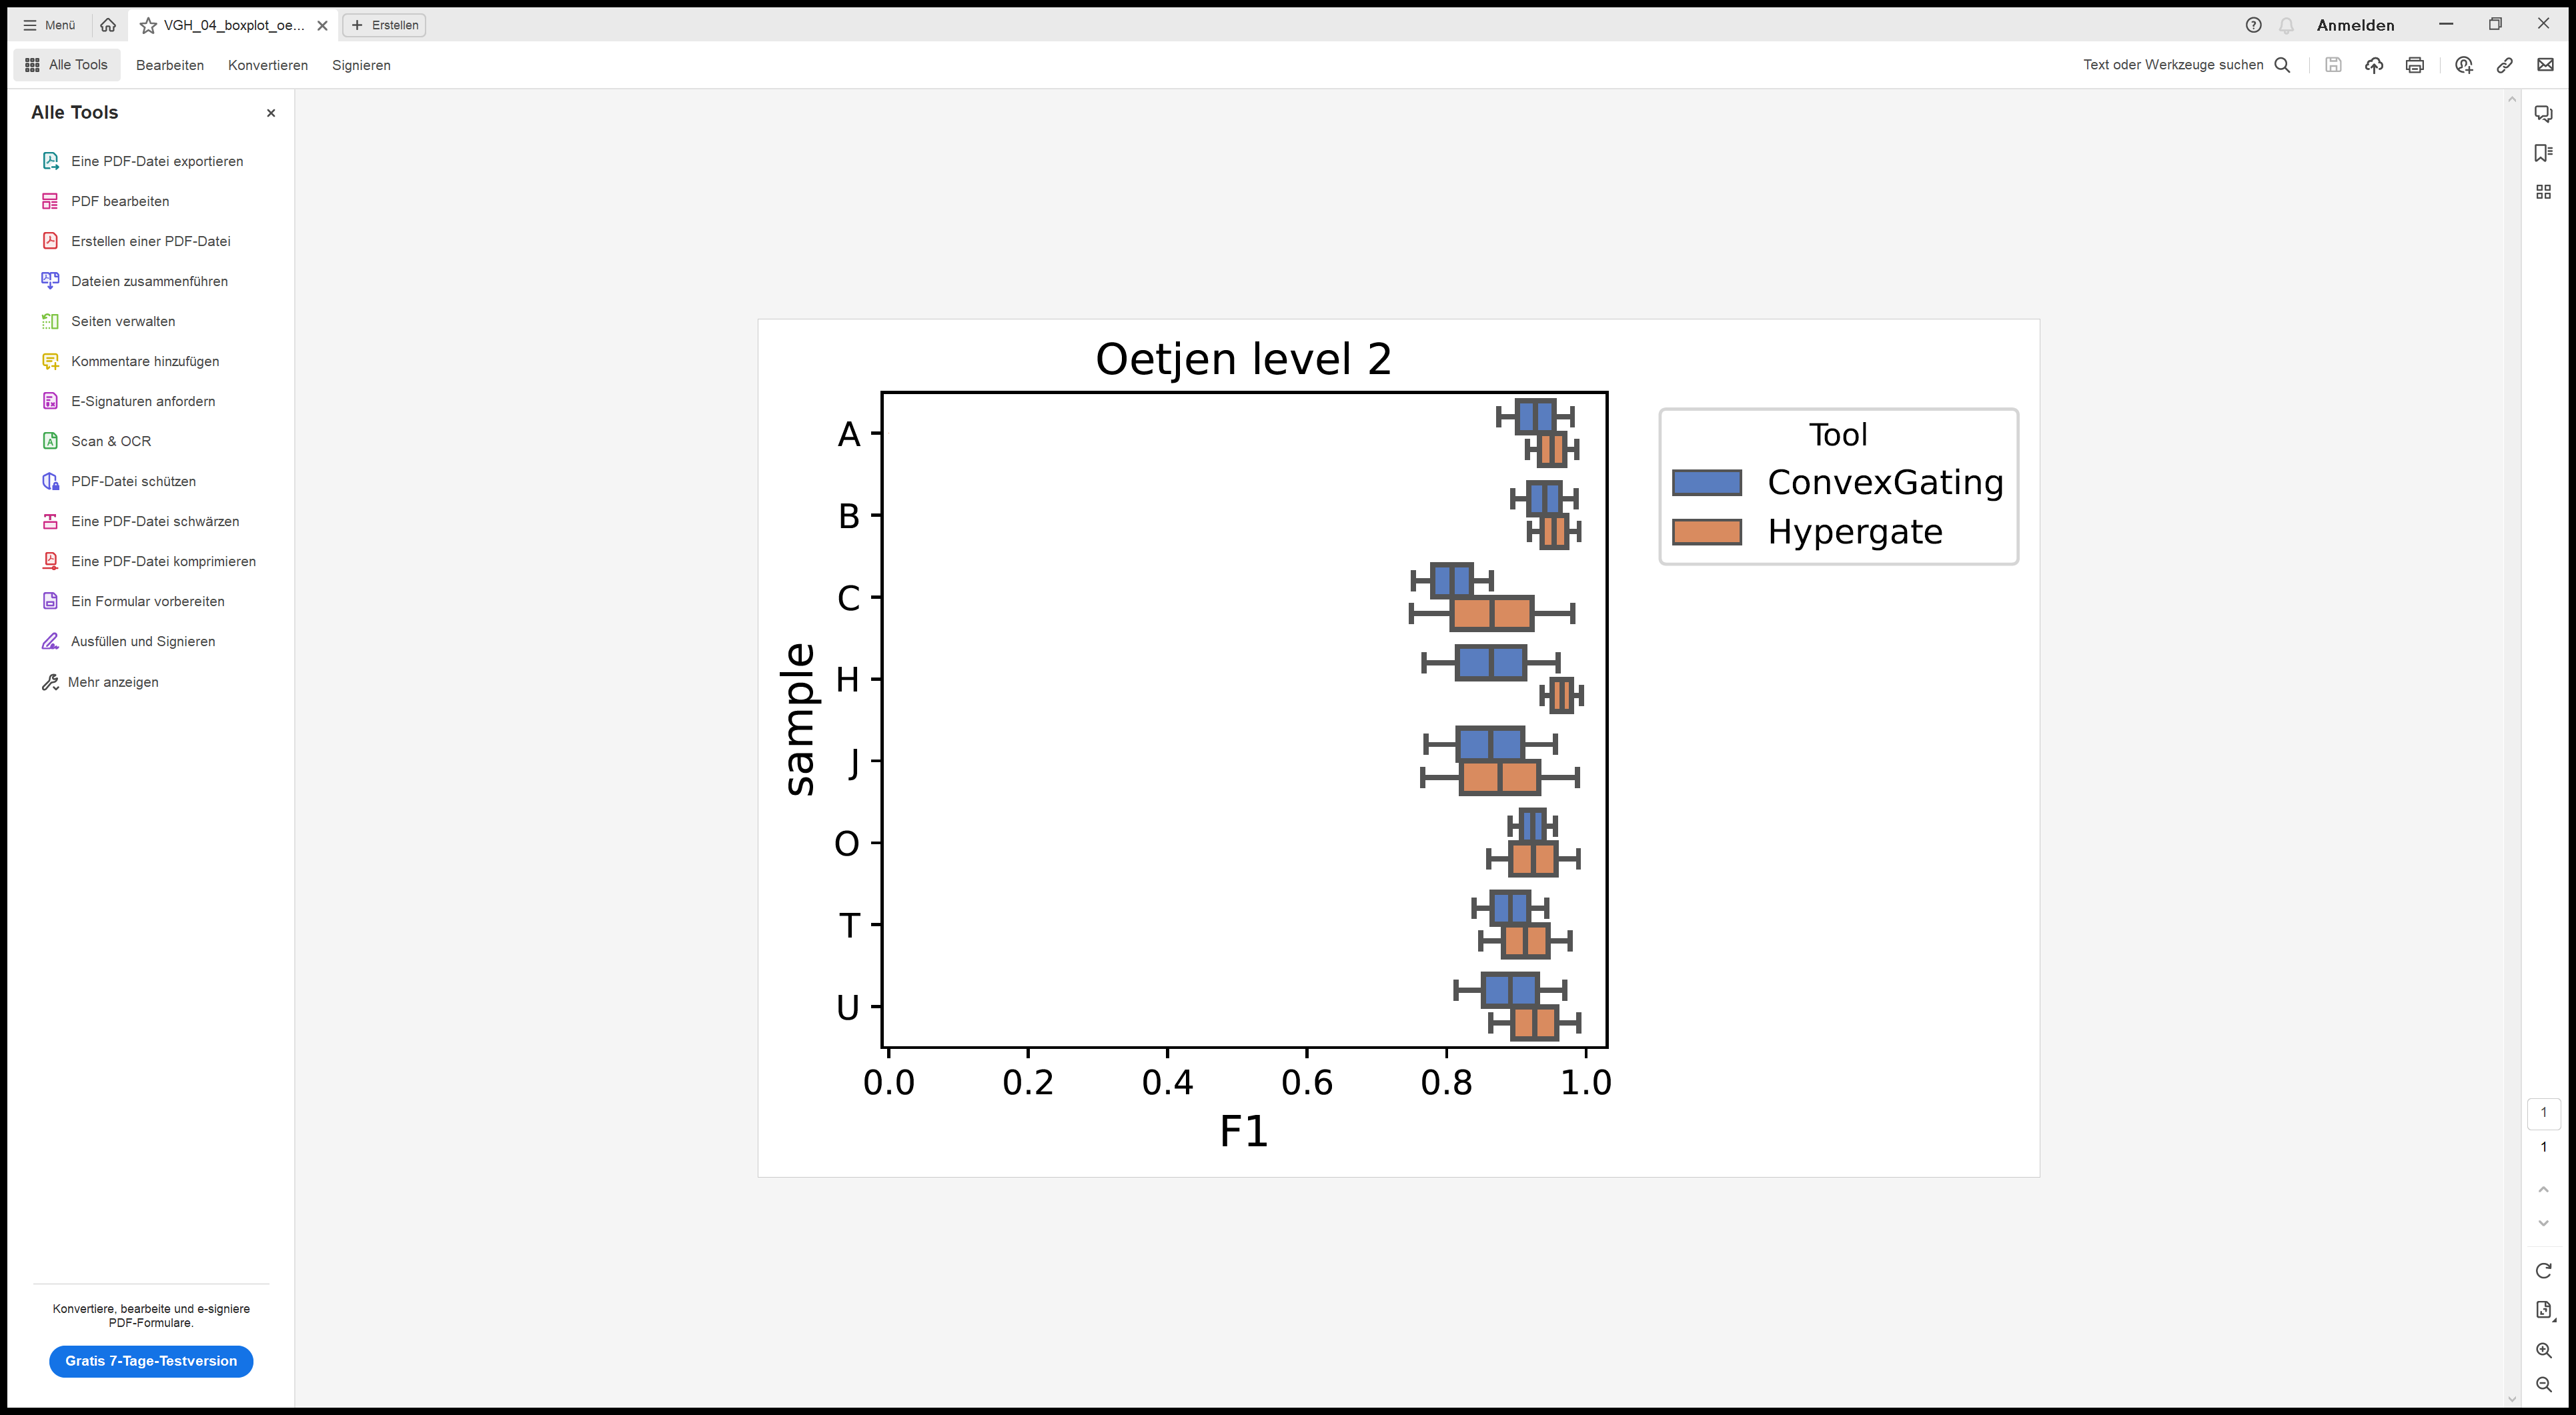 Menü
VGH_04_boxplot_oe...
Erstellen
Anmelden
Alle Tools
Bearbeiten
Konvertieren
Signieren
Text oder Werkzeuge suchen
Alle Tools
Eine PDF-Datei exportieren
PDF bearbeiten
Erstellen einer PDF-Datei
Dateien zusammenführen
Seiten verwalten
Kommentare hinzufügen
E-Signaturen anfordern
Scan & OCR
PDF-Datei schützen
Eine PDF-Datei schwärzen
Eine PDF-Datei komprimieren
Ein Formular vorbereiten
Ausfüllen und Signieren
Mehr anzeigen
Konvertiere, bearbeite und e-signiere
PDF-Formulare.
Gratis 7-Tage-Testversion
Oetjen level 2
sample
A
B
C
H
J
O
T
U
0.0 0.2 0.4 0.6 0.8 1.0
F1
Tool
ConvexGating
Hypergate
1
1